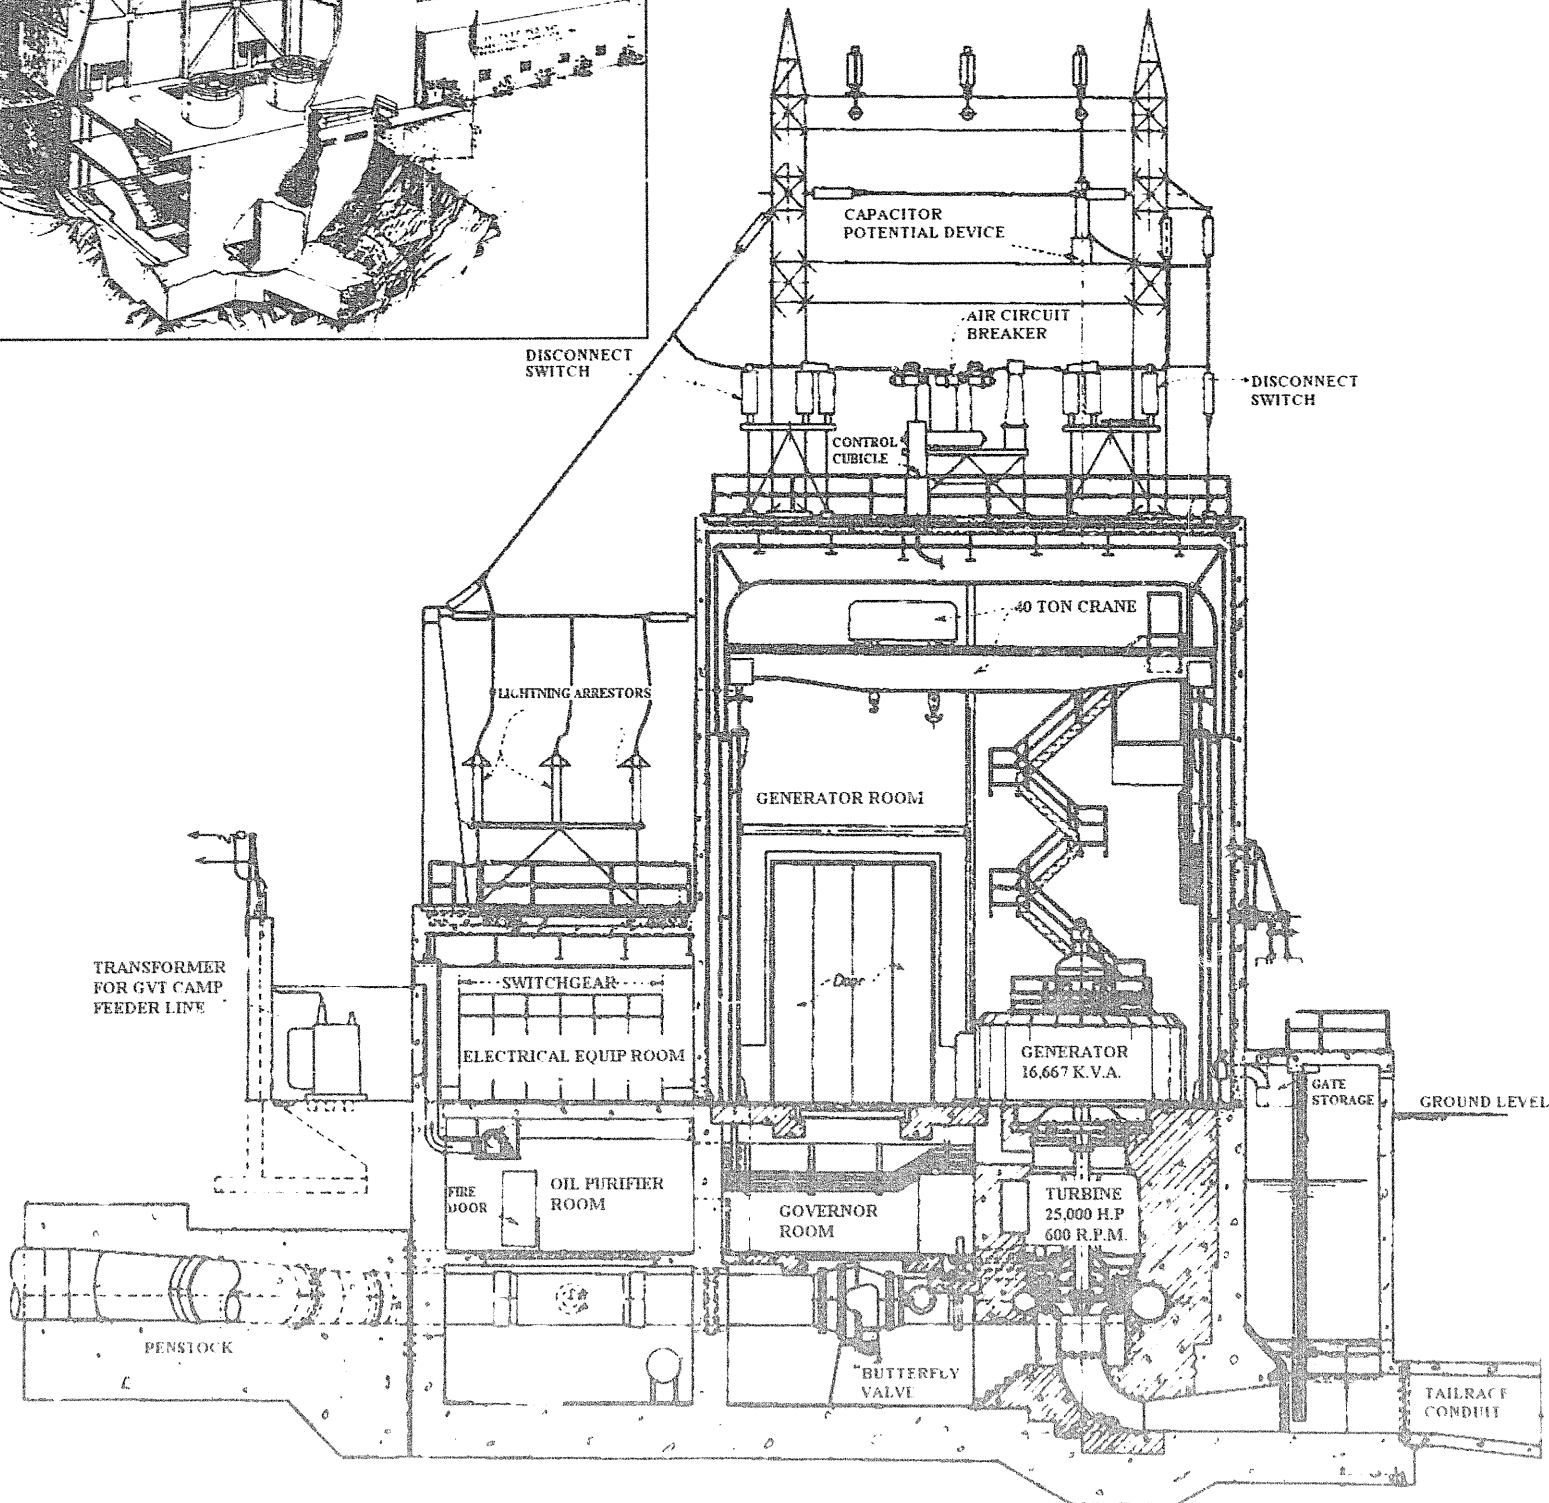 CAPACITOR
POTENTIAL DEVICE
AIR CIRCUIT
BREAKER
DISCONNECT
SWITCH
DISCONNECT
SWITCH
CONTROL
CUBICLE
40 TON CRANE
LIGHTNING ARRESTORS
GENERATOR ROOM
TRANSFORMER
FOR GVT CAMP
FEEDER LINE
SWITCHGEAR
Door
ELECTRICAL EQUIP ROOM
GENERATOR
16,667 K.V.A.
GATE
STORAGE
GROUND LEVEL
FIRE
DOOR
OIL PURIFIER
ROOM
GOVERNOR
ROOM
TURBINE
25,000 H.P
600 R.P.M.
PENSTOCK
BUTTERFLY
VALVE
TAILRACE
CONDUIT